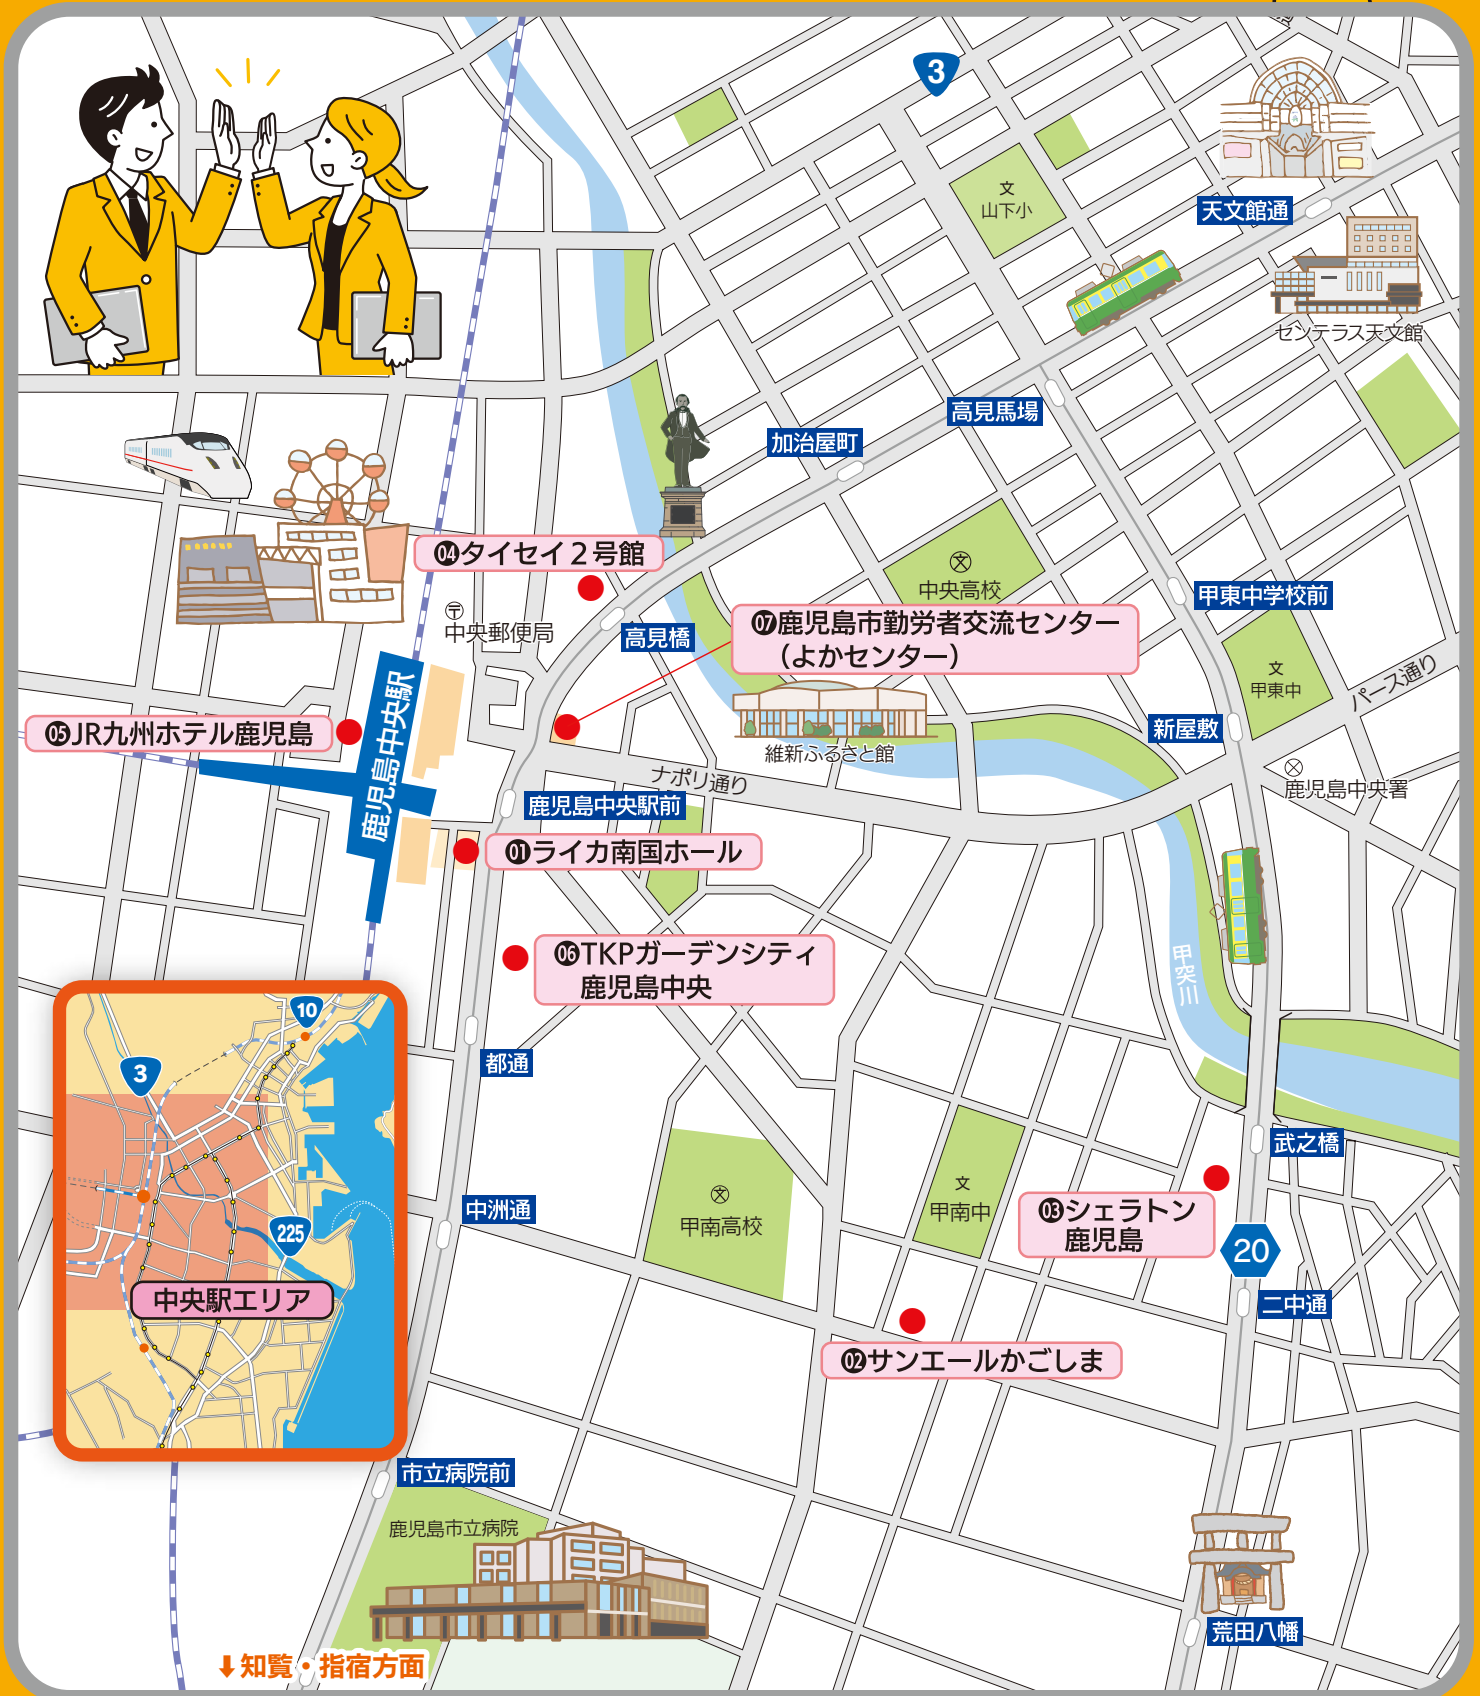 3
文
山下小
天文館通
センテラス天文館
高見馬場
加治屋町
04タイセイ２号館
〒
中央郵便局
高見橋
文
中央高校
07鹿児島市勤労者交流センター
（よかセンター）
甲東中学校前
文
甲東中
パース通り
維新ふるさと館
新屋敷
鹿児島中央署
05JR九州ホテル鹿児島
鹿児島中央駅
ナポリ通り
鹿児島中央駅前
01ライカ南国ホール
06TKPガーデンシティ
鹿児島中央
甲突川
都通
10
3
225
中央駅エリア
武之橋
中洲通
文
甲南高校
文
甲南中
03シェラトン
鹿児島
20
二中通
02サンエールかごしま
市立病院前
鹿児島市立病院
荒田八幡
⬇知覧・指宿方面